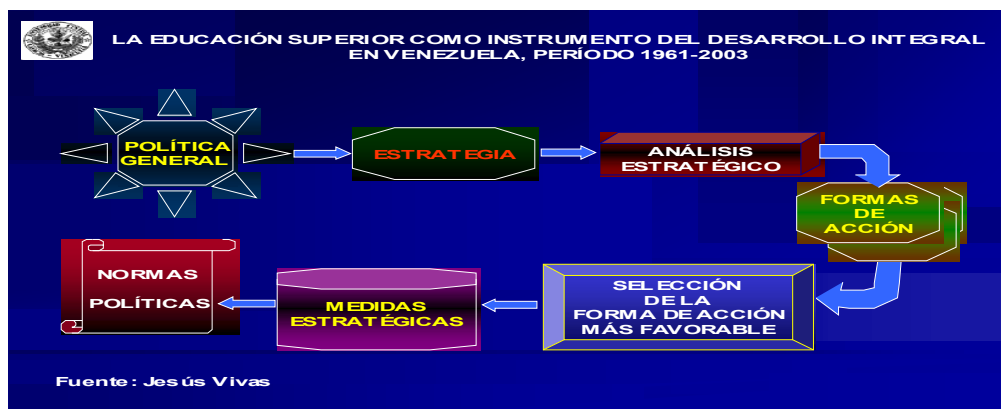 LA EDUCACIÓN SUPERIOR COMO INSTRUMENTO DEL DESARROLLO INTEGRAL
EN VENEZUELA, PERÍODO 1961-2003
POLÍTICA
GENERAL
ESTRATEGIA
ANÁLISIS
ESTRATÉGICO
FORMAS
DE
ACCIÓN
SELECCIÓN
DE LA
FORMA DE ACCIÓN
MÁS FAVORABLE
MEDIDAS
ESTRATÉGICAS
NORMAS
POLÍTICAS
Fuente: Jesús Vivas